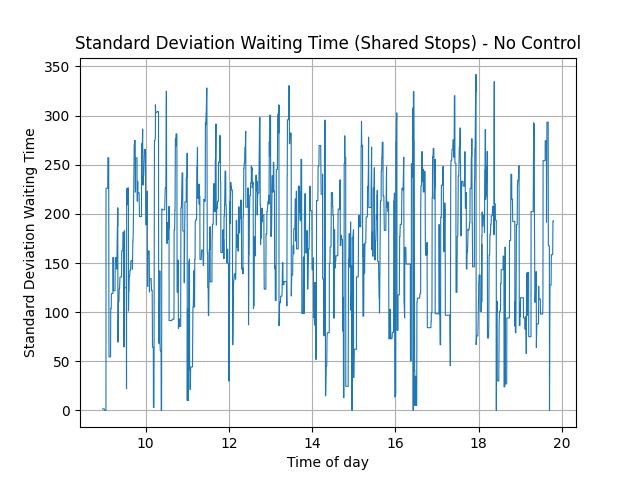 Standard Deviation Waiting Time (Shared Stops) - No Control
350
300
250
200
150
100
50
0
Standard Deviation Waiting Time
10 12 14 16 18 20
Time of day